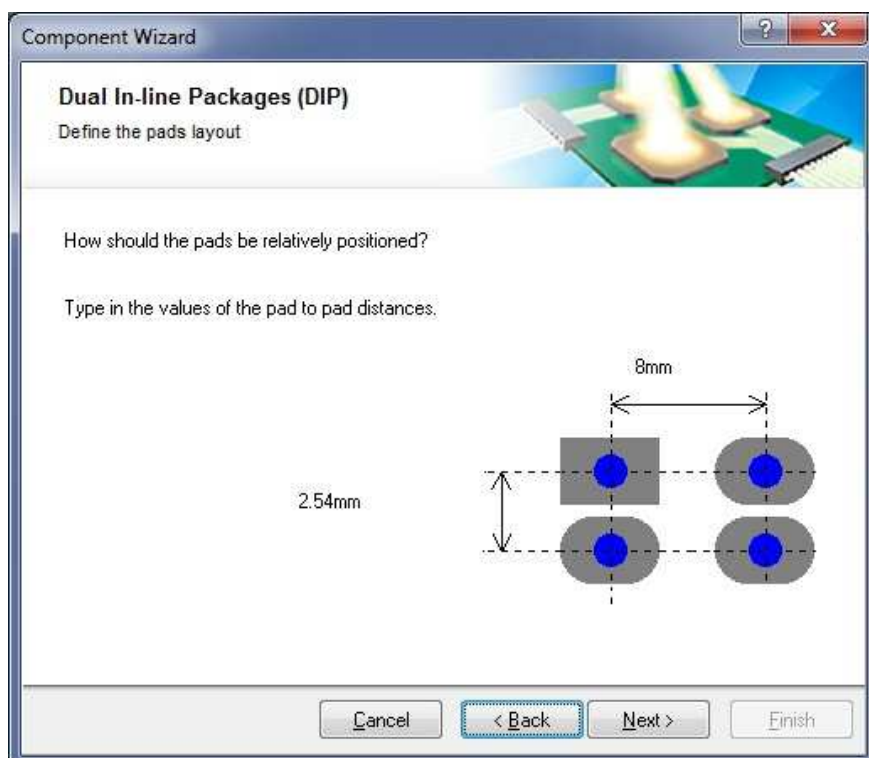 Component Wizard
Dual In-line Packages (DIP)
Define the pads layout
How should the pads be relatively positioned?
Type in the values of the pad to pad distances.
8mm
2.54mm
Cancel
< Back
Next >
Finish